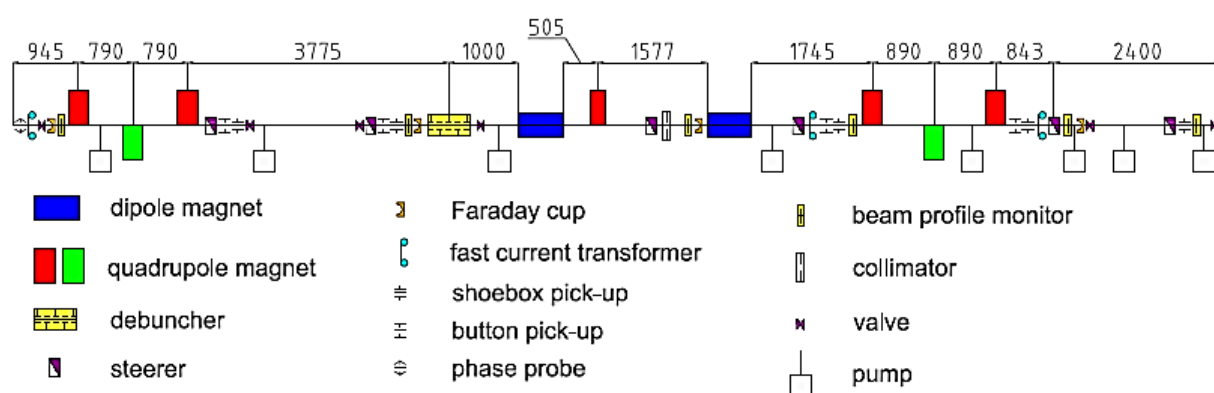 505
945 790 790 3775 1000 1577 1745 890 890 843 2400
dipole magnet
quadrupole magnet
debuncher
steerer
Faraday cup
fast current transformer
shoebox pick-up
button pick-up
phase probe
beam profile monitor
collimator
valve
pump